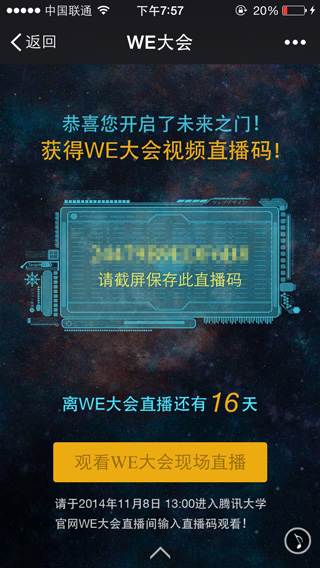 中国联通 下午7:57 20%
返回 WE大会
恭喜您开启了未来之门！
获得WE大会视频直播码！
请截屏保存此直播码
离WE大会直播还有16天
观看WE大会现场直播
请于2014年11月8日 13:00进入腾讯大学
官网WE大会直播间输入直播码观看！